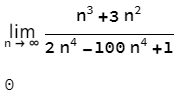 lim n→∞ (n³ + 3 n²) / (2 n⁴ – 100 n⁴ + 1)
0